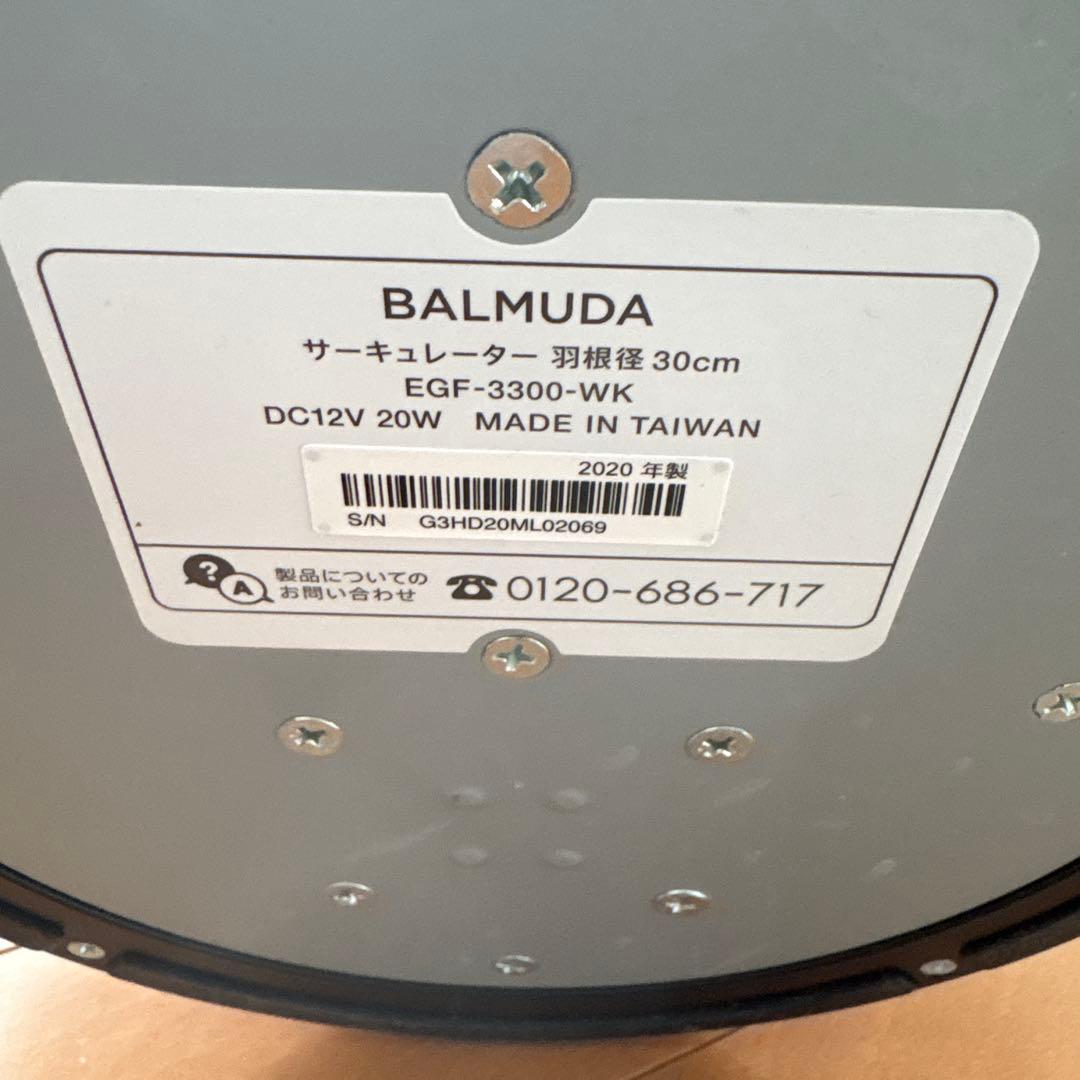 BALMUDA
サーキュレーター 羽根径 30cm
EGF-3300-WK
DC12V 20W MADE IN TAIWAN
2020 年製
S/N G3HD20ML02069
? A
製品についての
お問い合わせ
☎0120-686-717